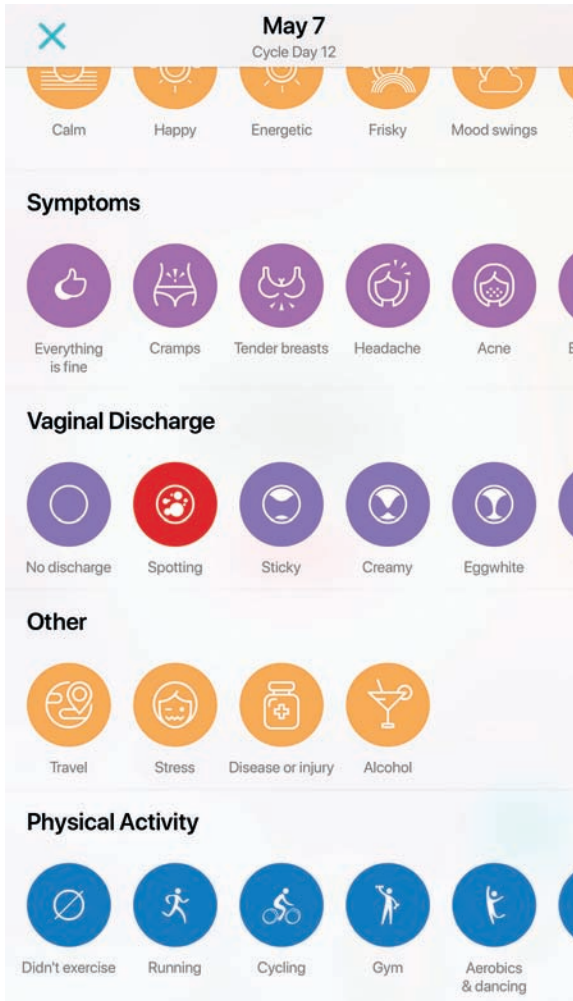 May 7
Cycle Day 12
Calm Happy Energetic Frisky Mood swings
Symptoms
Everything is fine Cramps Tender breasts Headache Acne
Vaginal Discharge
No discharge Spotting Sticky Creamy Eggwhite
Other
Travel Stress Disease or injury Alcohol
Physical Activity
Didn't exercise Running Cycling Gym Aerobics & dancing